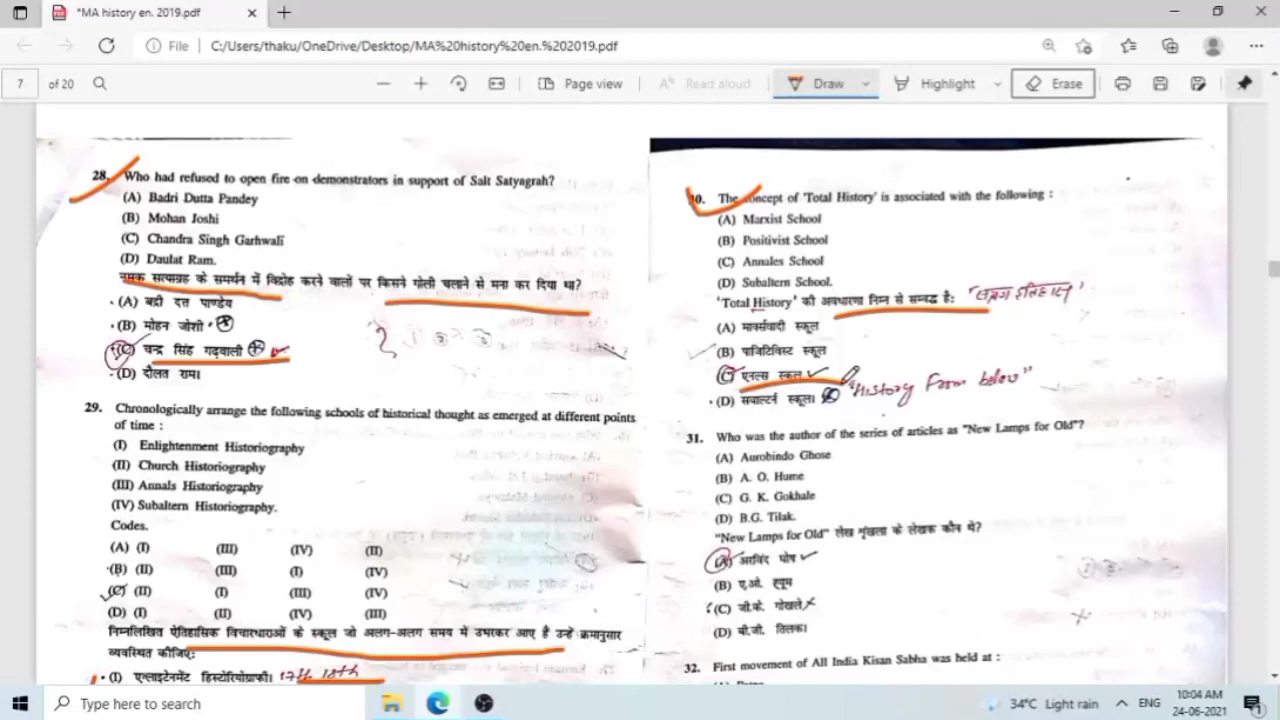 *MA history en. 2019.pdf
File C:/Users/thaku/OneDrive/Desktop/MA%20history%20en.%202019.pdf
7 of 20 Page view Read aloud Draw Highlight Erase
28. Who had refused to open fire on demonstrators in support of Salt Satyagrah?
(A) Badri Dutta Pandey
(B) Mohan Joshi
(C) Chandra Singh Garhwali
(D) Daulat Ram.
नमक सत्याग्रह के समर्थन में विद्रोह करने वालों पर किसने गोली चलाने से मना कर दिया था?
(A) बद्री दत्त पाण्डेय
(B) मोहन जोशी
(C) चन्द्र सिंह गढ़वाली
(D) दौलत राम।
29. Chronologically arrange the following schools of historical thought as emerged at different points
of time :
(I) Enlightenment Historiography
(II) Church Historiography
(III) Annals Historiography
(IV) Subaltern Historiography.
Codes.
(A) (I) (III) (IV) (II)
(B) (II) (III) (I) (IV)
(C) (II) (I) (III) (IV)
(D) (I) (II) (IV) (III)
निम्नलिखित ऐतिहासिक विचारधाराओं के स्कूल जो अलग-अलग समय में उभरकर आए है उन्हें क्रमानुसार
व्यवस्थित कीजिए:
(I) एन्लाइटेनमेंट हिस्टोरियोग्राफी। 17th 18th
30. The concept of 'Total History' is associated with the following :
(A) Marxist School
(B) Positivist School
(C) Annales School
(D) Subaltern School.
'Total History' की अवधारणा निम्न से सम्बद्ध है:
(A) मार्क्सवादी स्कूल
(B) पाजिटिविस्ट स्कूल
(C) एनल्स स्कूल
(D) सबाल्टर्न स्कूल। "History From below"
31. Who was the author of the series of articles as "New Lamps for Old"?
(A) Aurobindo Ghose
(B) A. O. Hume
(C) G. K. Gokhale
(D) B.G. Tilak.
"New Lamps for Old" लेख शृंखला के लेखक कौन थे?
(A) अरविंद घोष
(B) ए.ओ. ह्यूम
(C) जी.के. गोखले
(D) बी.जी. तिलक।
32. First movement of All India Kisan Sabha was held at :
Type here to search
34°C Light rain ENG 10:04 AM
24-06-2021